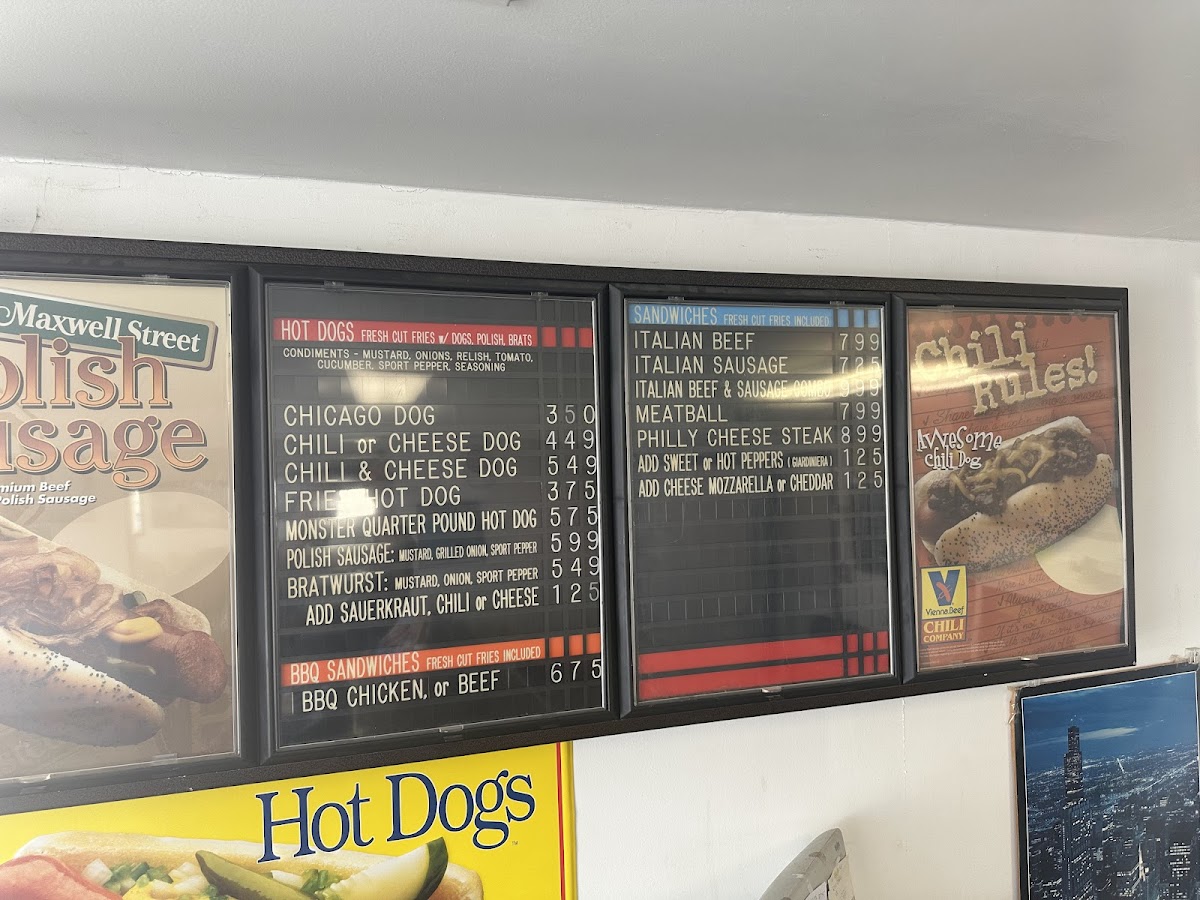 Maxwell Street
Polish
Sausage
Premium Beef
Polish Sausage
HOT DOGS FRESH CUT FRIES w/ DOGS, POLISH, BRATS
CONDIMENTS - MUSTARD, ONIONS, RELISH, TOMATO,
CUCUMBER, SPORT PEPPER, SEASONING
CHICAGO DOG 350
CHILI or CHEESE DOG 449
CHILI & CHEESE DOG 549
FRIED HOT DOG 375
MONSTER QUARTER POUND HOT DOG 575
POLISH SAUSAGE: MUSTARD, GRILLED ONION, SPORT PEPPER 599
BRATWURST: MUSTARD, ONION, SPORT PEPPER 549
ADD SAUERKRAUT, CHILI or CHEESE 125
BBQ SANDWICHES FRESH CUT FRIES INCLUDED
BBQ CHICKEN, or BEEF 675
SANDWICHES FRESH CUT FRIES INCLUDED
ITALIAN BEEF 799
ITALIAN SAUSAGE 725
ITALIAN BEEF & SAUSAGE COMBO 999
MEATBALL 799
PHILLY CHEESE STEAK 899
ADD SWEET or HOT PEPPERS (GIARDINIERA) 125
ADD CHEESE MOZZARELLA or CHEDDAR 125
Chili
Rules!
Awesome
Chili Dog
V
Vienna Beef
CHILI
COMPANY
Hot Dogs